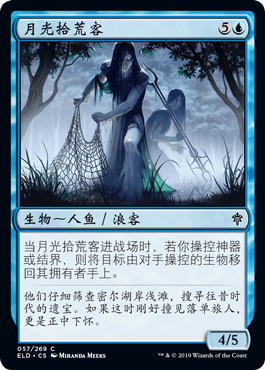 月光拾荒客 5
生物～人鱼 / 浪客
当月光拾荒客进战场时，若你操控神器
或结界，则将目标由对手操控的生物移
回其拥有者手上。
他们仔细筛查密尔湖岸浅滩，搜寻往昔时
代的遗宝。如果这时刚好撞见落单旅人，
更是正中下怀。
4/5
057/269 C
ELD • CS MIRANDA MEEKS
™ & © 2019 Wizards of the Coast